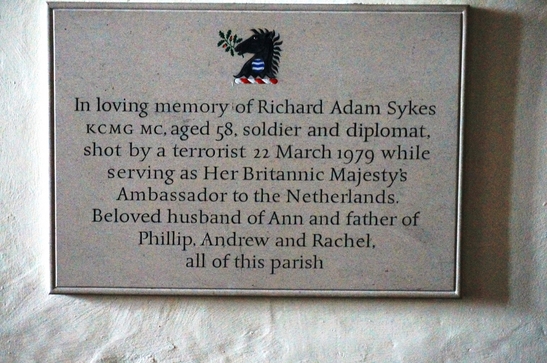 In loving memory of Richard Adam Sykes
KCMG MC, aged 58, soldier and diplomat,
shot by a terrorist 22 March 1979 while
serving as Her Britannic Majesty's
Ambassador to the Netherlands.
Beloved husband of Ann and father of
Phillip, Andrew and Rachel,
all of this parish